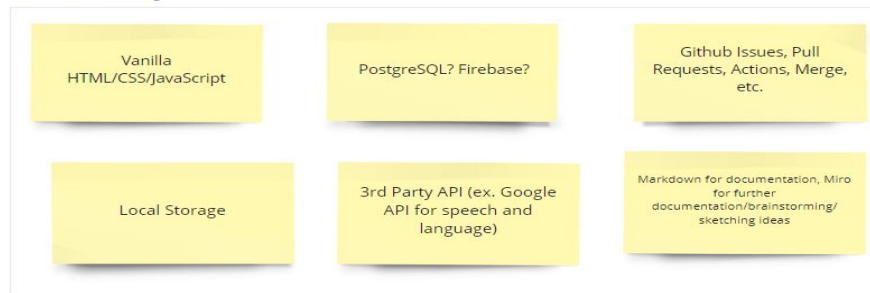 Vanilla
HTML/CSS/JavaScript
PostgreSQL? Firebase?
Github Issues, Pull
Requests, Actions, Merge,
etc.
Local Storage
3rd Party API (ex. Google
API for speech and
language)
Markdown for documentation, Miro
for further
documentation/brainstorming/
sketching ideas